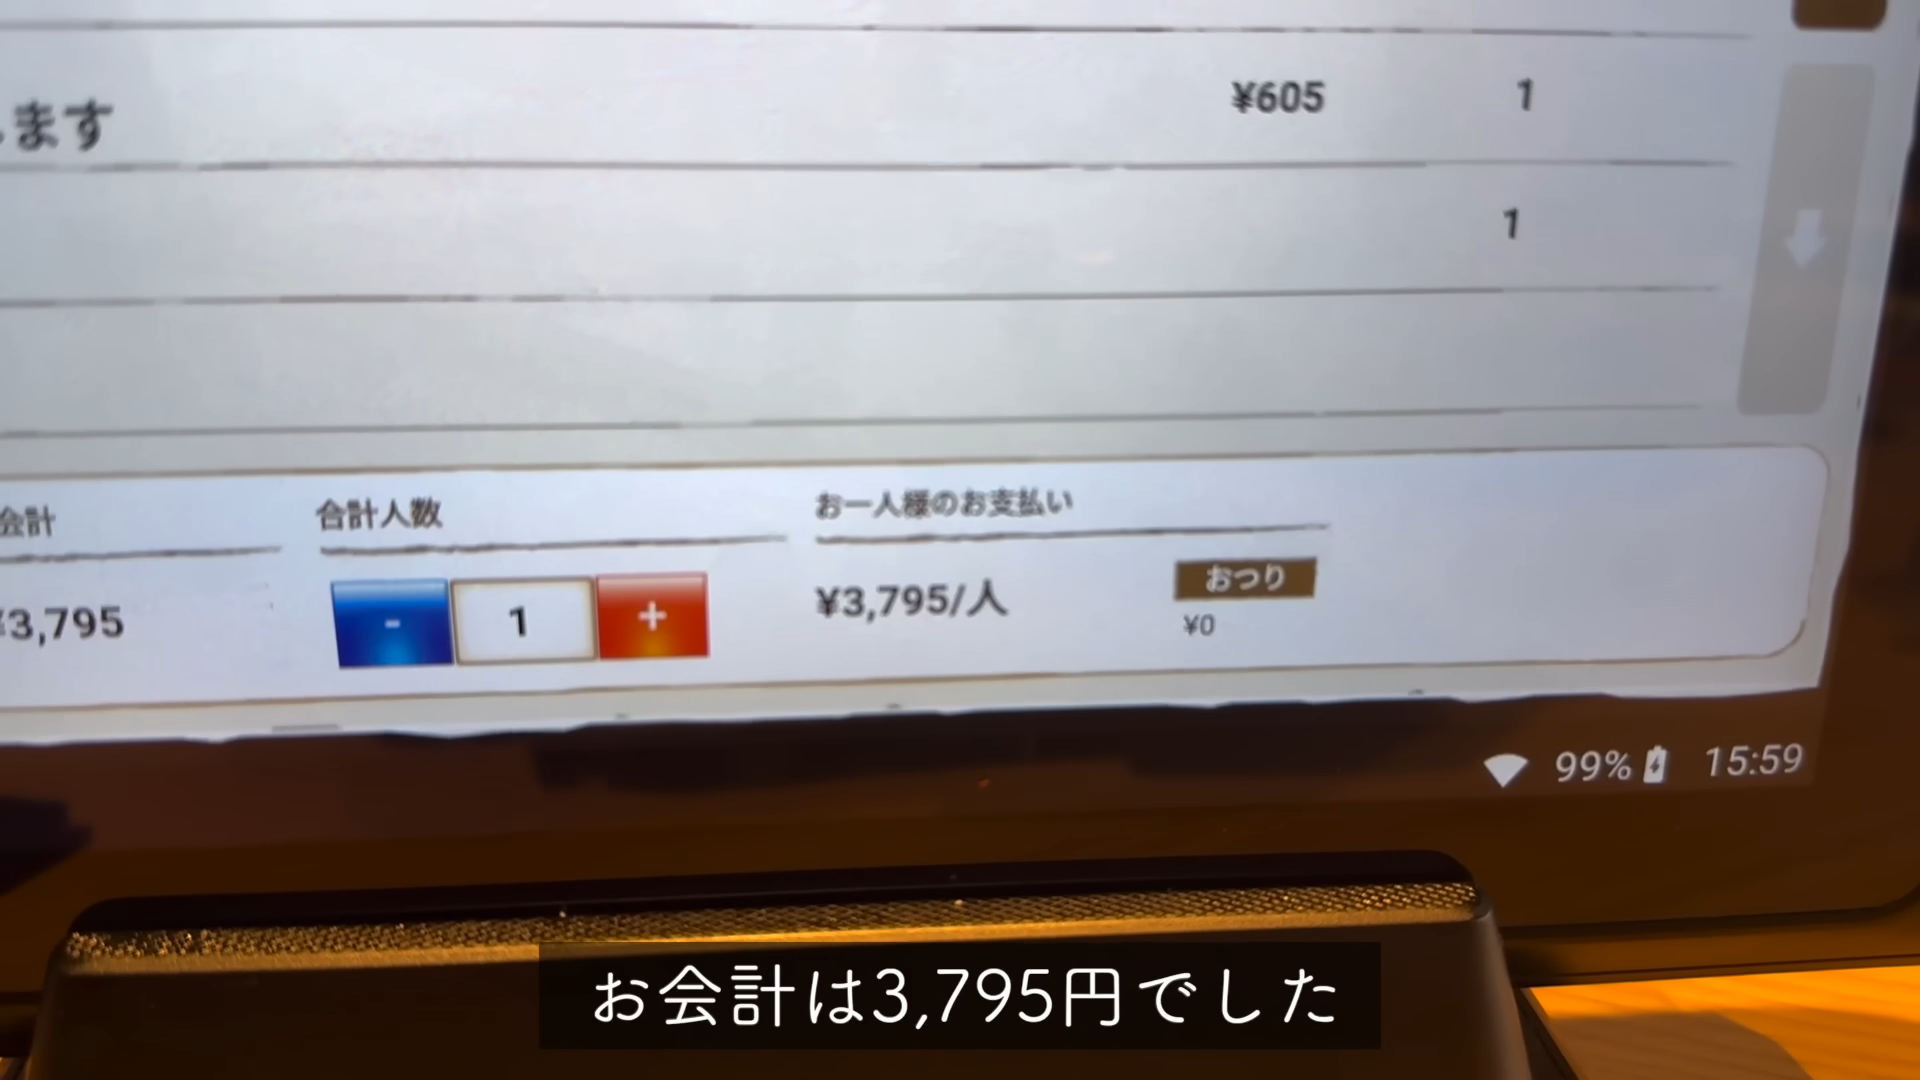 します ¥605 1
1
会計 合計人数 お一人様のお支払い
¥3,795 - 1 + ¥3,795/人 おつり
¥0
99% 15:59
お会計は3,795円でした